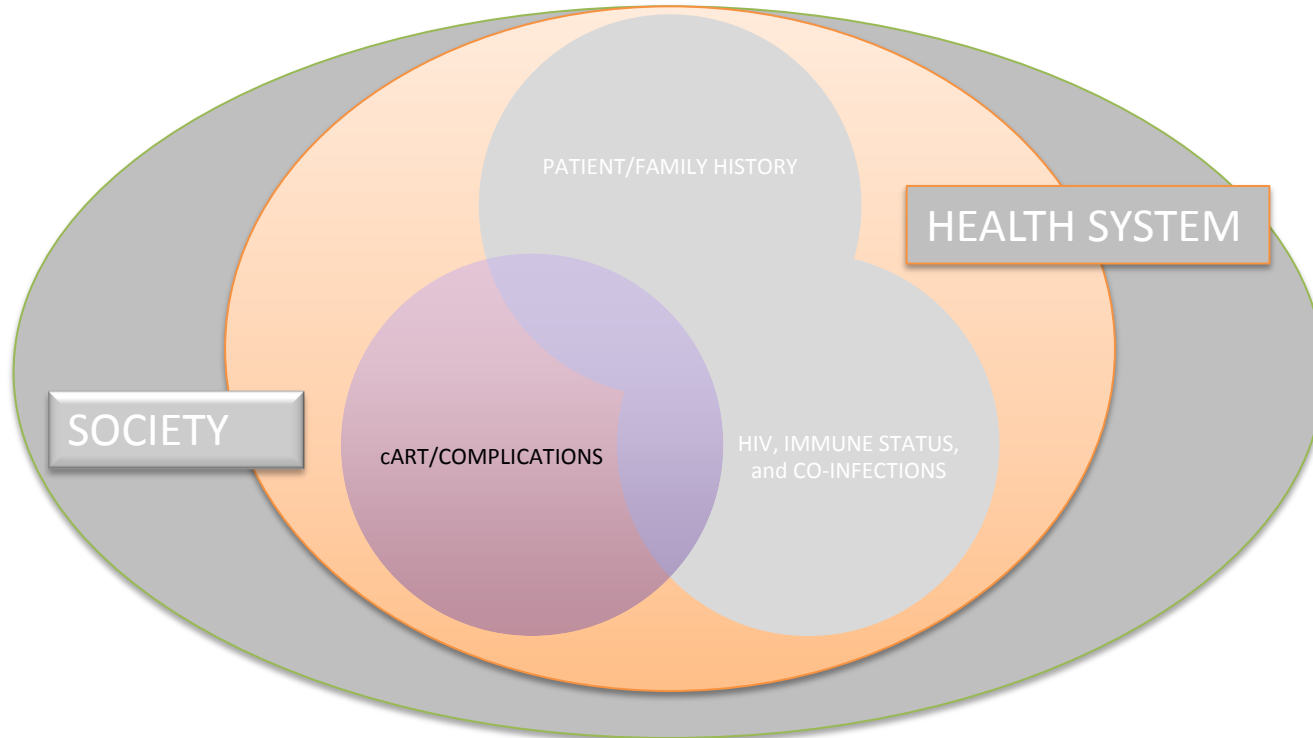 PATIENT/FAMILY HISTORY
HEALTH SYSTEM
SOCIETY
cART/COMPLICATIONS
HIV, IMMUNE STATUS,
and CO-INFECTIONS